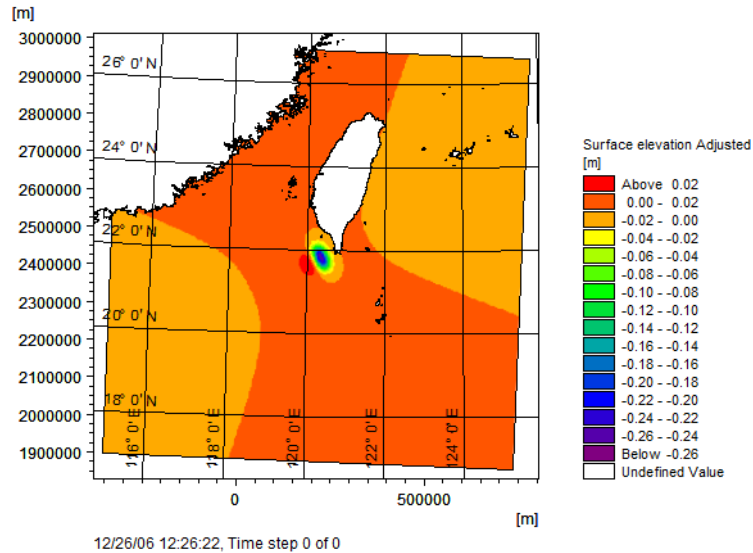 [m]
3000000
2900000
2800000
2700000
2600000
2500000
2400000
2300000
2200000
2100000
2000000
1900000
26° 0' N
24° 0' N
22° 0' N
20° 0' N
18° 0' N
116° 0' E
118° 0' E
120° 0' E
122° 0' E
124° 0' E
0
500000
[m]
12/26/06 12:26:22, Time step 0 of 0
Surface elevation Adjusted
[m]
Above 0.02
0.00 - 0.02
-0.02 - 0.00
-0.04 - -0.02
-0.06 - -0.04
-0.08 - -0.06
-0.10 - -0.08
-0.12 - -0.10
-0.14 - -0.12
-0.16 - -0.14
-0.18 - -0.16
-0.20 - -0.18
-0.22 - -0.20
-0.24 - -0.22
-0.26 - -0.24
Below -0.26
Undefined Value